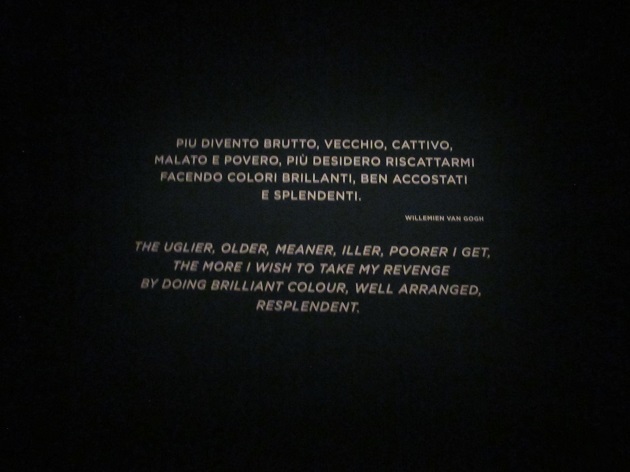 PIU DIVENTO BRUTTO, VECCHIO, CATTIVO,
MALATO E POVERO, PIÙ DESIDERO RISCATTARMI
FACENDO COLORI BRILLANTI, BEN ACCOSTATI
E SPLENDENTI.
WILLEMIEN VAN GOGH
THE UGLIER, OLDER, MEANER, ILLER, POORER I GET,
THE MORE I WISH TO TAKE MY REVENGE
BY DOING BRILLIANT COLOUR, WELL ARRANGED,
RESPLENDENT.